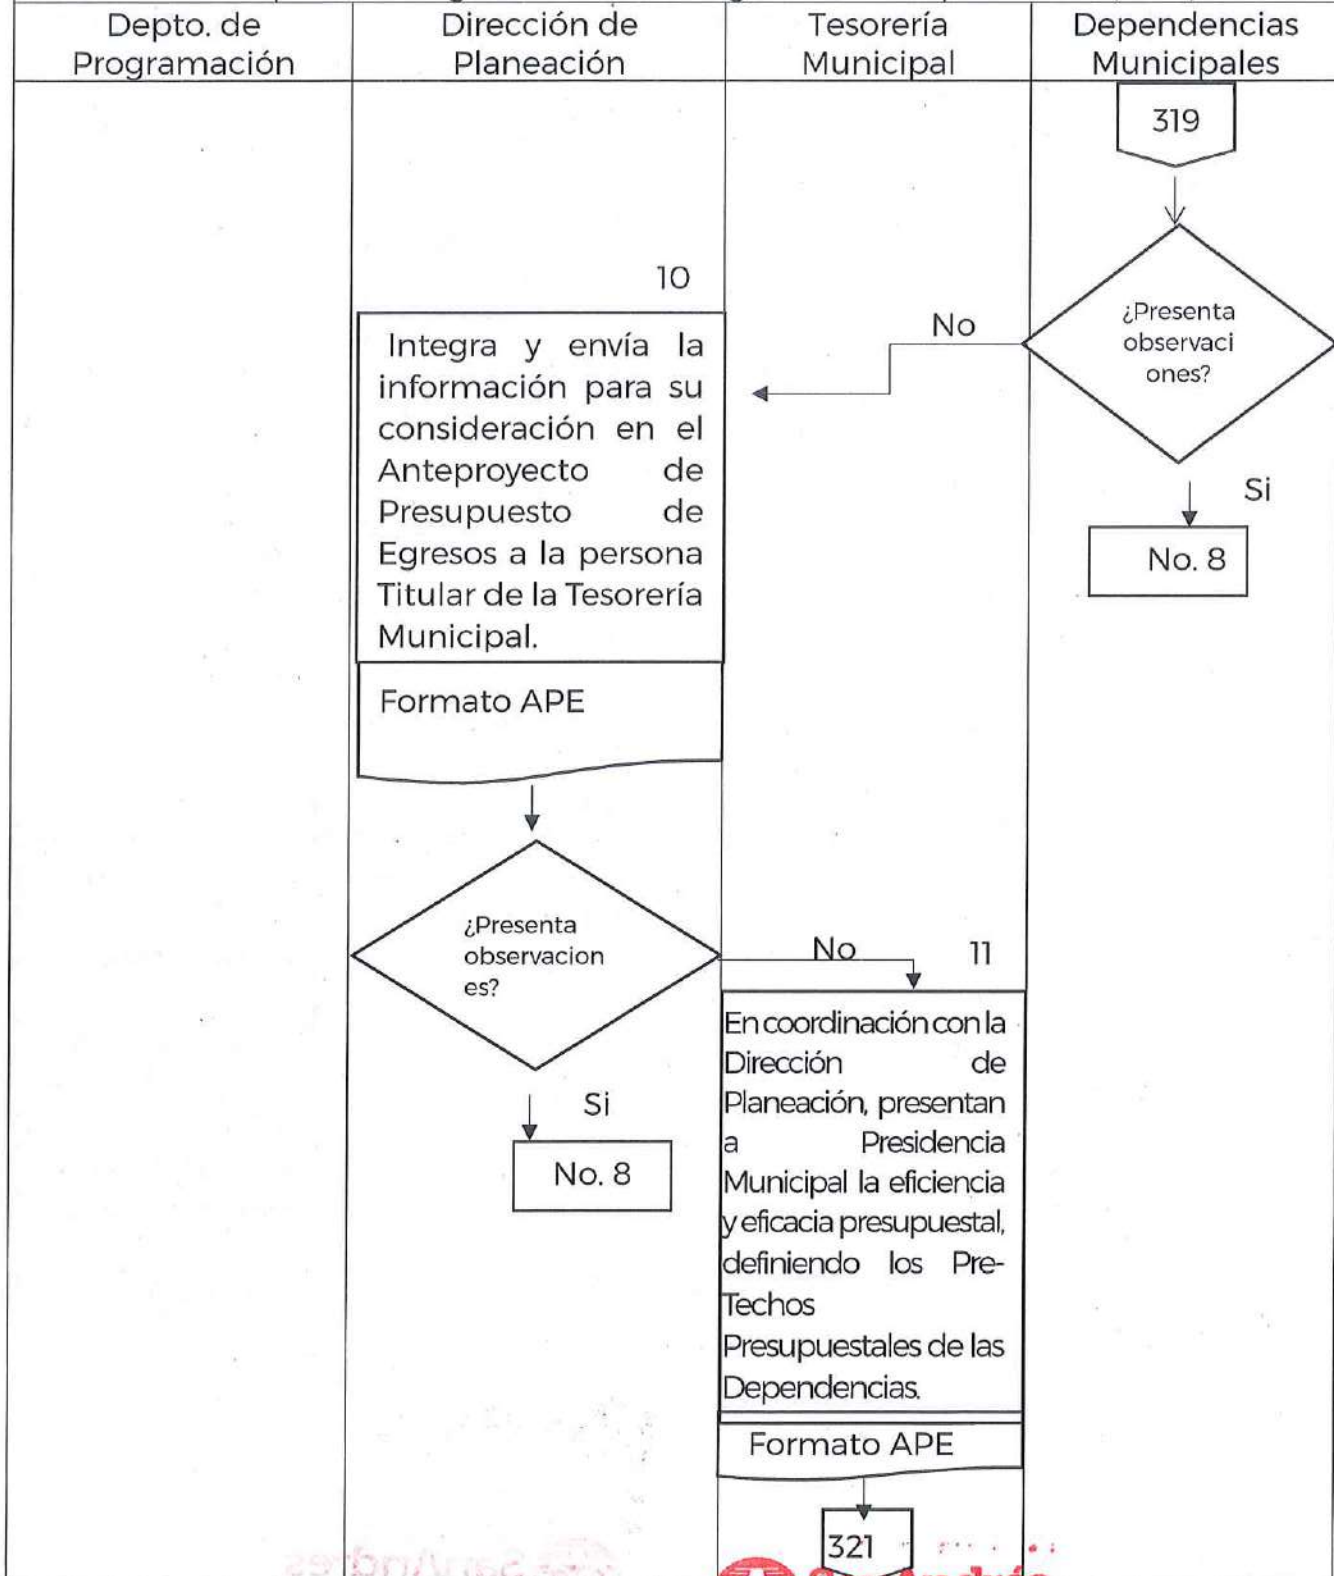 Depto. de
Programación
Dirección de
Planeación
Tesorería
Municipal
Dependencias
Municipales
319
¿Presenta
observaci
ones?
No
Si
No. 8
10
Integra y envía la
información para su
consideración en el
Anteproyecto de
Presupuesto de
Egresos a la persona
Titular de la Tesorería
Municipal.
Formato APE
¿Presenta
observacion
es?
No
Si
No. 8
11
En coordinación con la
Dirección de
Planeación, presentan
a Presidencia
Municipal la eficiencia
y eficacia presupuestal,
definiendo los Pre-
Techos
Presupuestales de las
Dependencias.
Formato APE
321